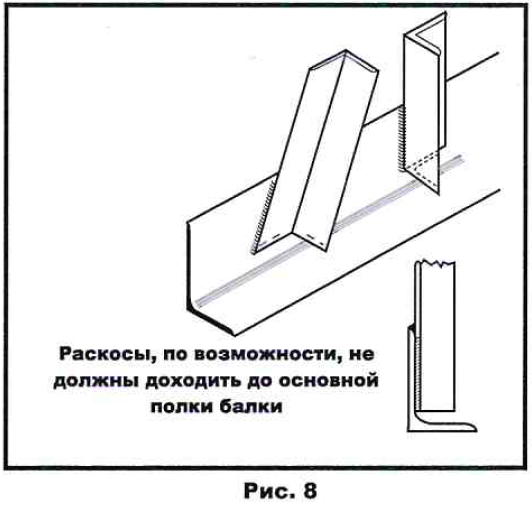 Раскосы, по возможности, не
должны доходить до основной
полки балки
Рис. 8